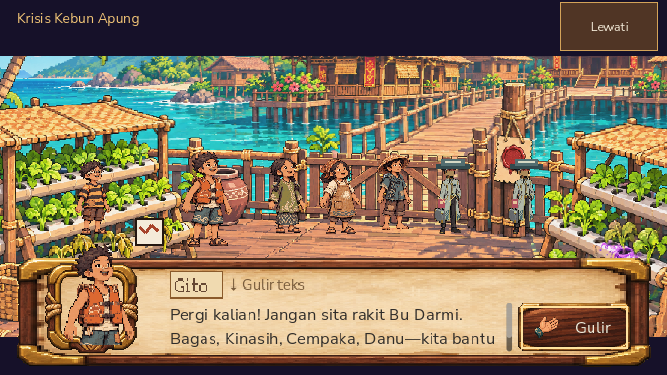 Krisis Kebun Apung
Lewati
Gito
↓ Gulir teks
Pergi kalian! Jangan sita rakit Bu Darmi.
Bagas, Kinasih, Cempaka, Danu—kita bantu
Gulir